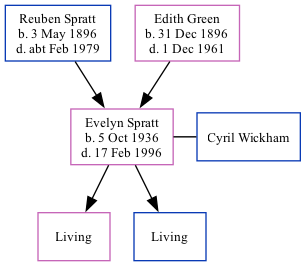 Reuben Spratt
b. 3 May 1896
d. abt Feb 1979
Edith Green
b. 31 Dec 1896
d. 1 Dec 1961
Evelyn Spratt
b. 5 Oct 1936
d. 17 Feb 1996
Cyril Wickham
Living
Living